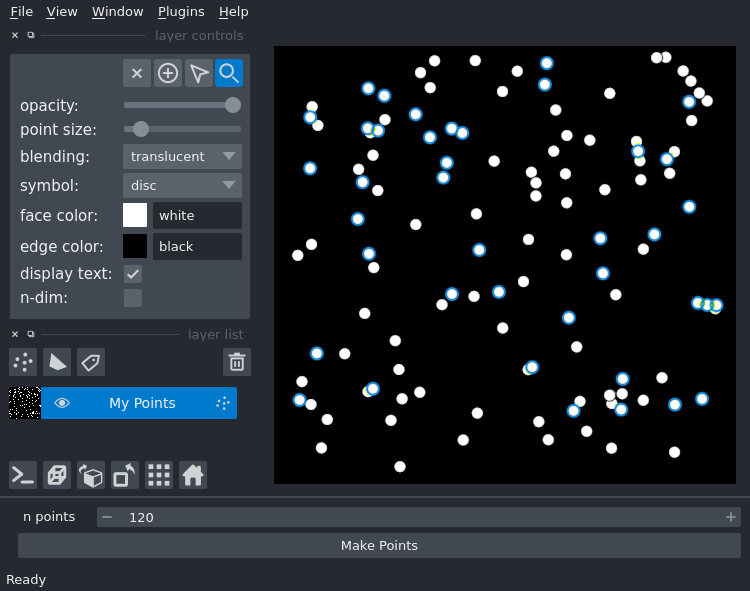 File View Window Plugins Help
layer controls
opacity:
point size:
blending: translucent
symbol: disc
face color: white
edge color: black
display text:
n-dim:
layer list
My Points
n points 120
Make Points
Ready